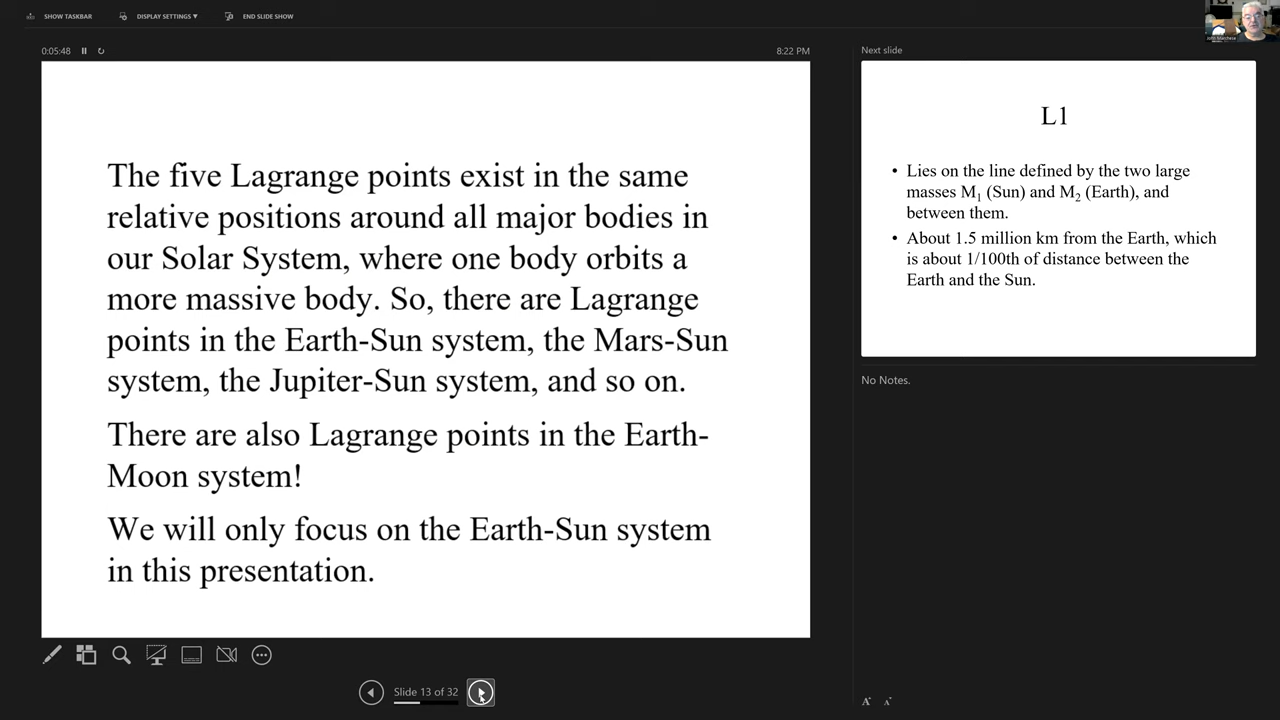 SHOW TASKBAR
DISPLAY SETTINGS ▾
END SLIDE SHOW
0:05:48
8:22 PM
The five Lagrange points exist in the same
relative positions around all major bodies in
our Solar System, where one body orbits a
more massive body. So, there are Lagrange
points in the Earth-Sun system, the Mars-Sun
system, the Jupiter-Sun system, and so on.
There are also Lagrange points in the Earth-
Moon system!
We will only focus on the Earth-Sun system
in this presentation.
Slide 13 of 32
Next slide
L1
• Lies on the line defined by the two large
masses M₁ (Sun) and M₂ (Earth), and
between them.
• About 1.5 million km from the Earth, which
is about 1/100th of distance between the
Earth and the Sun.
No Notes.
A A